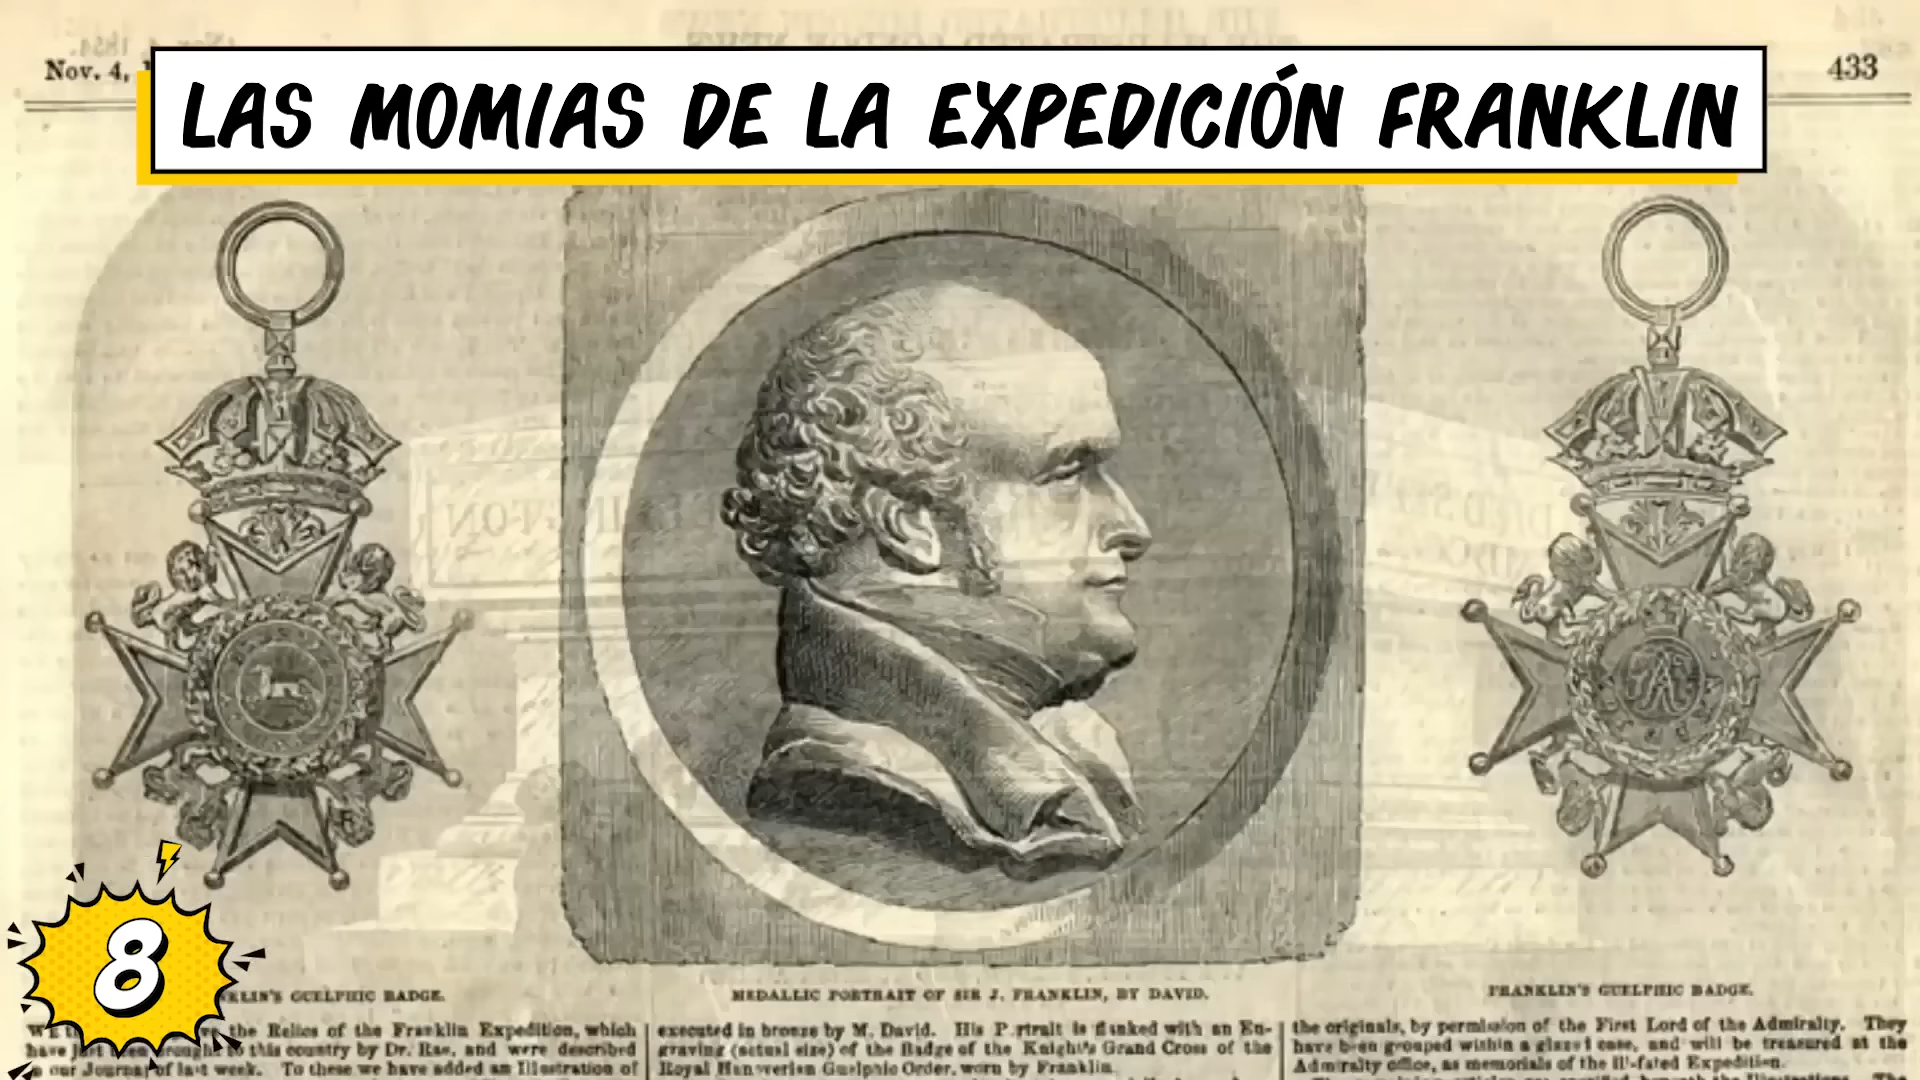 Nov. 4,
433
LAS MOMIAS DE LA EXPEDICIÓN FRANKLIN
8
KLIN'S GUELPHIC BADGE.
MEDALLIC PORTRAIT OF SIR J. FRANKLIN, BY DAVID.
FRANKLIN'S GUELPHIC BADGE.
the Relics of the Franklin Expedition, which
have just been brought to this country by Dr. Rae, and were described
our Journal of last week. To these we have added an Illustration of
executed in bronze by M. David. His Portrait is flanked with an En-
graving (actual size) of the Badge of the Knight's Grand Cross of the
Royal Hanoverian Guelphic Order, worn by Franklin.
the originals, by permission of the First Lord of the Admiralty. They
have been grouped within a glazed case, and will be treasured at the
Admiralty office, as memorials of the ill-fated Expedition.